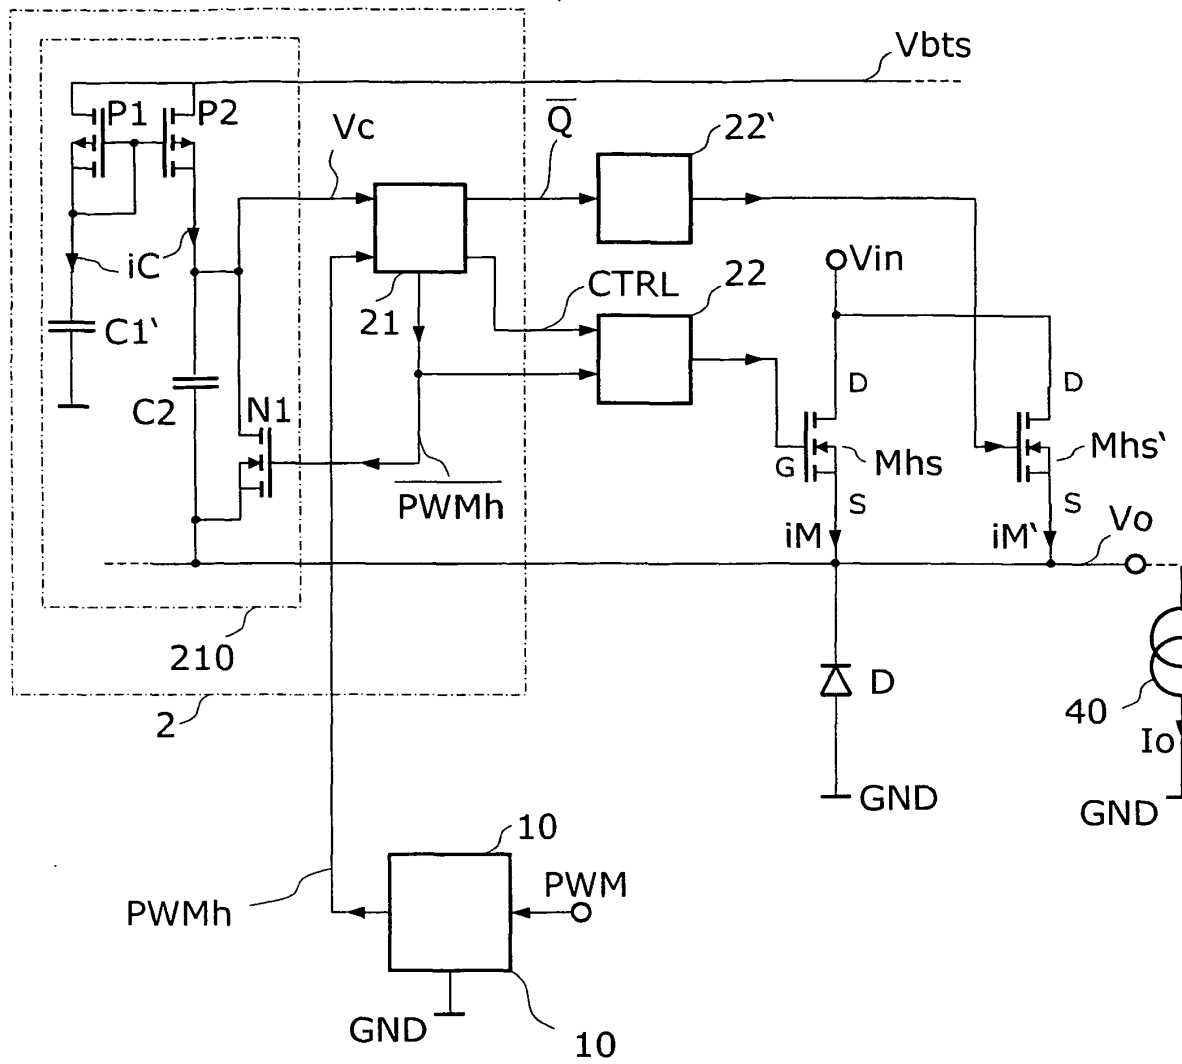 Vbts
P1
P2
Vc
Q̅
22‘
Vin
iC
CTRL
22
C1‘
21
D
D
C2
N1
G
Mhs
Mhs‘
P̅W̅M̅h̅
S
S
iM
iM‘
Vo
210
D
2
40
Io
GND
GND
10
PWM
PWMh
GND
10